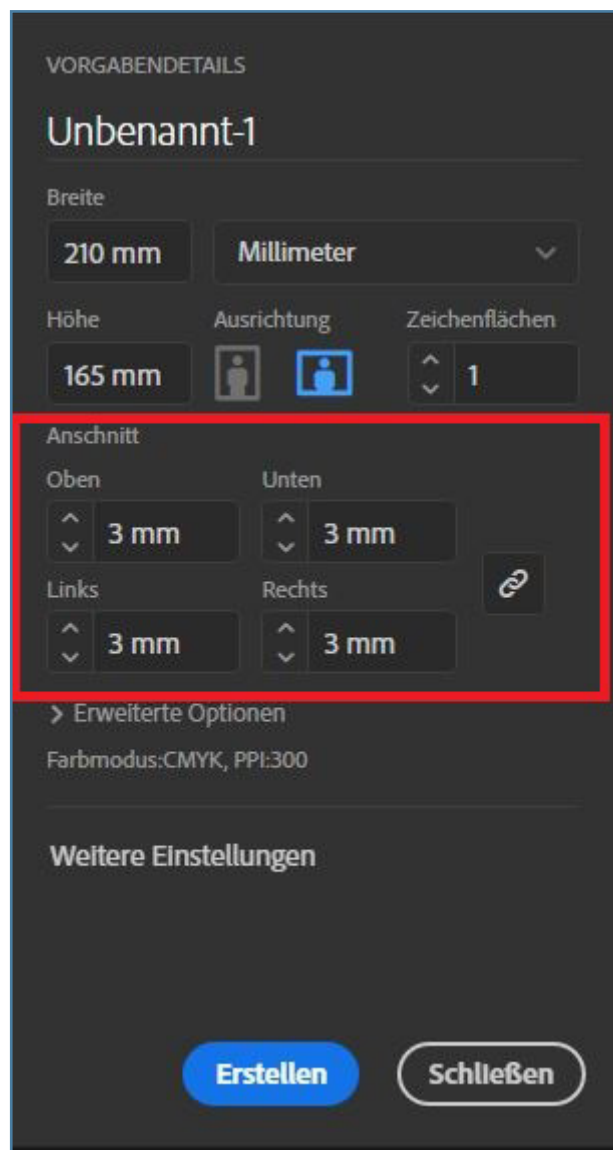 VORGABENDETAILS
Unbenannt-1
Breite
210 mm Millimeter
Höhe Ausrichtung Zeichenflächen
165 mm 1
Anschnitt
Oben Unten
3 mm 3 mm
Links Rechts
3 mm 3 mm
Erweiterte Optionen
Farbmodus:CMYK, PPI:300
Weitere Einstellungen
Erstellen Schließen